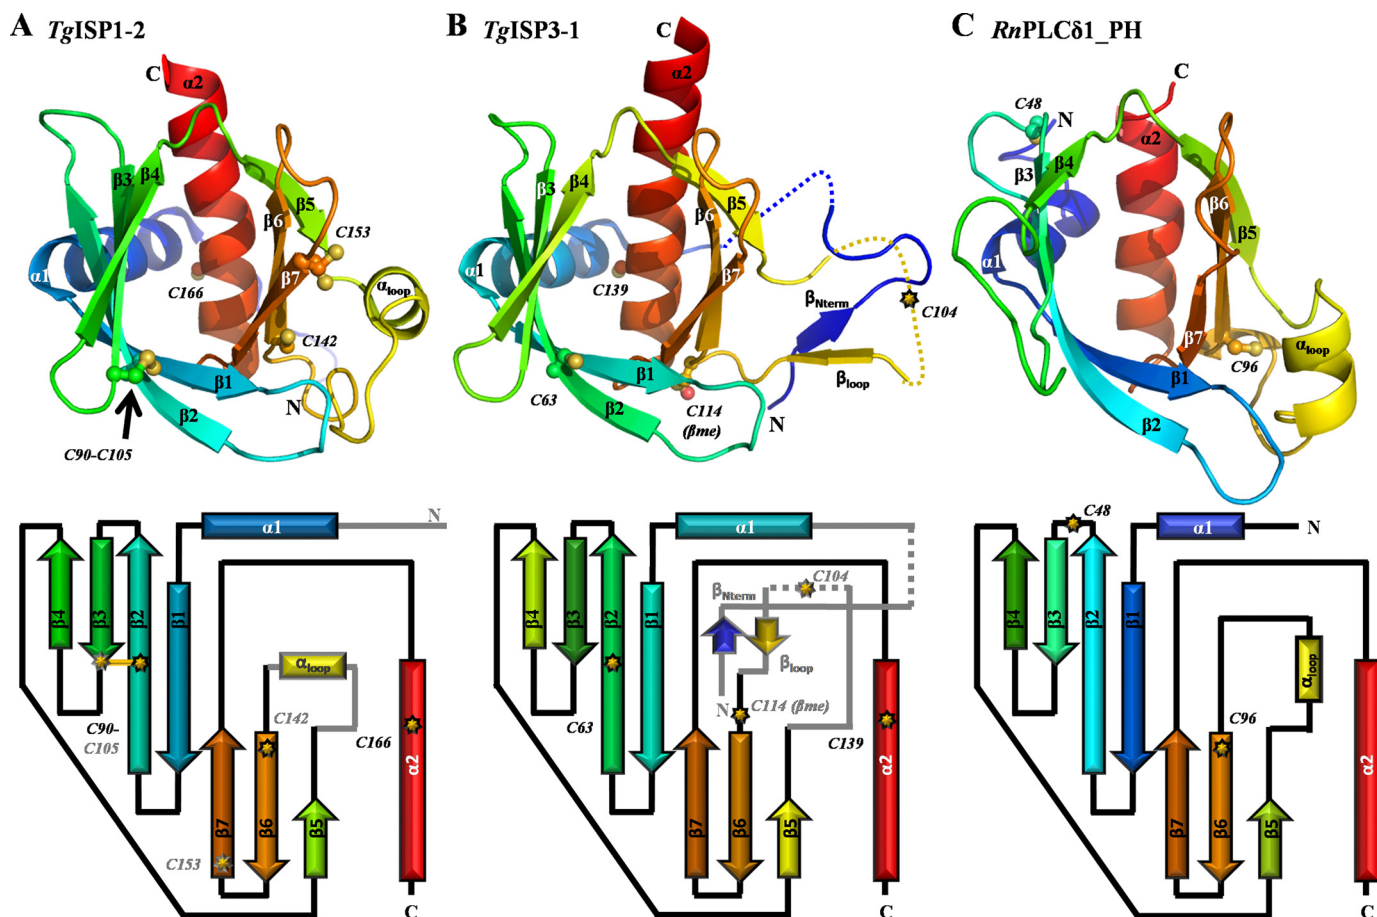 A TgISP1-2
B TgISP3-1
C RnPLCδ1_PH
C
α2
β3
β4
β5
β6
C153
α1
β7
αloop
C166
C142
β1
N
β2
C90-C105
C
β3
β4
β5
β6
α1
β7
C139
βNterm
C104
β1
βloop
C63
β2
C114
(βme)
N
C
C48
N
α2
β4
β3
β6
β5
α1
β7
αloop
C96
β1
β2
α1
N
β4
β3
β2
β1
αloop
C90-
C105
C142
C166
α2
β7
β6
β5
C153
C
α1
C104
βNterm
β4
β3
β2
β1
βloop
N
C63
C114 (βme)
C139
α2
β7
β6
β5
C
C48
α1
N
β4
β3
β2
β1
αloop
C96
α2
β7
β6
β5
C